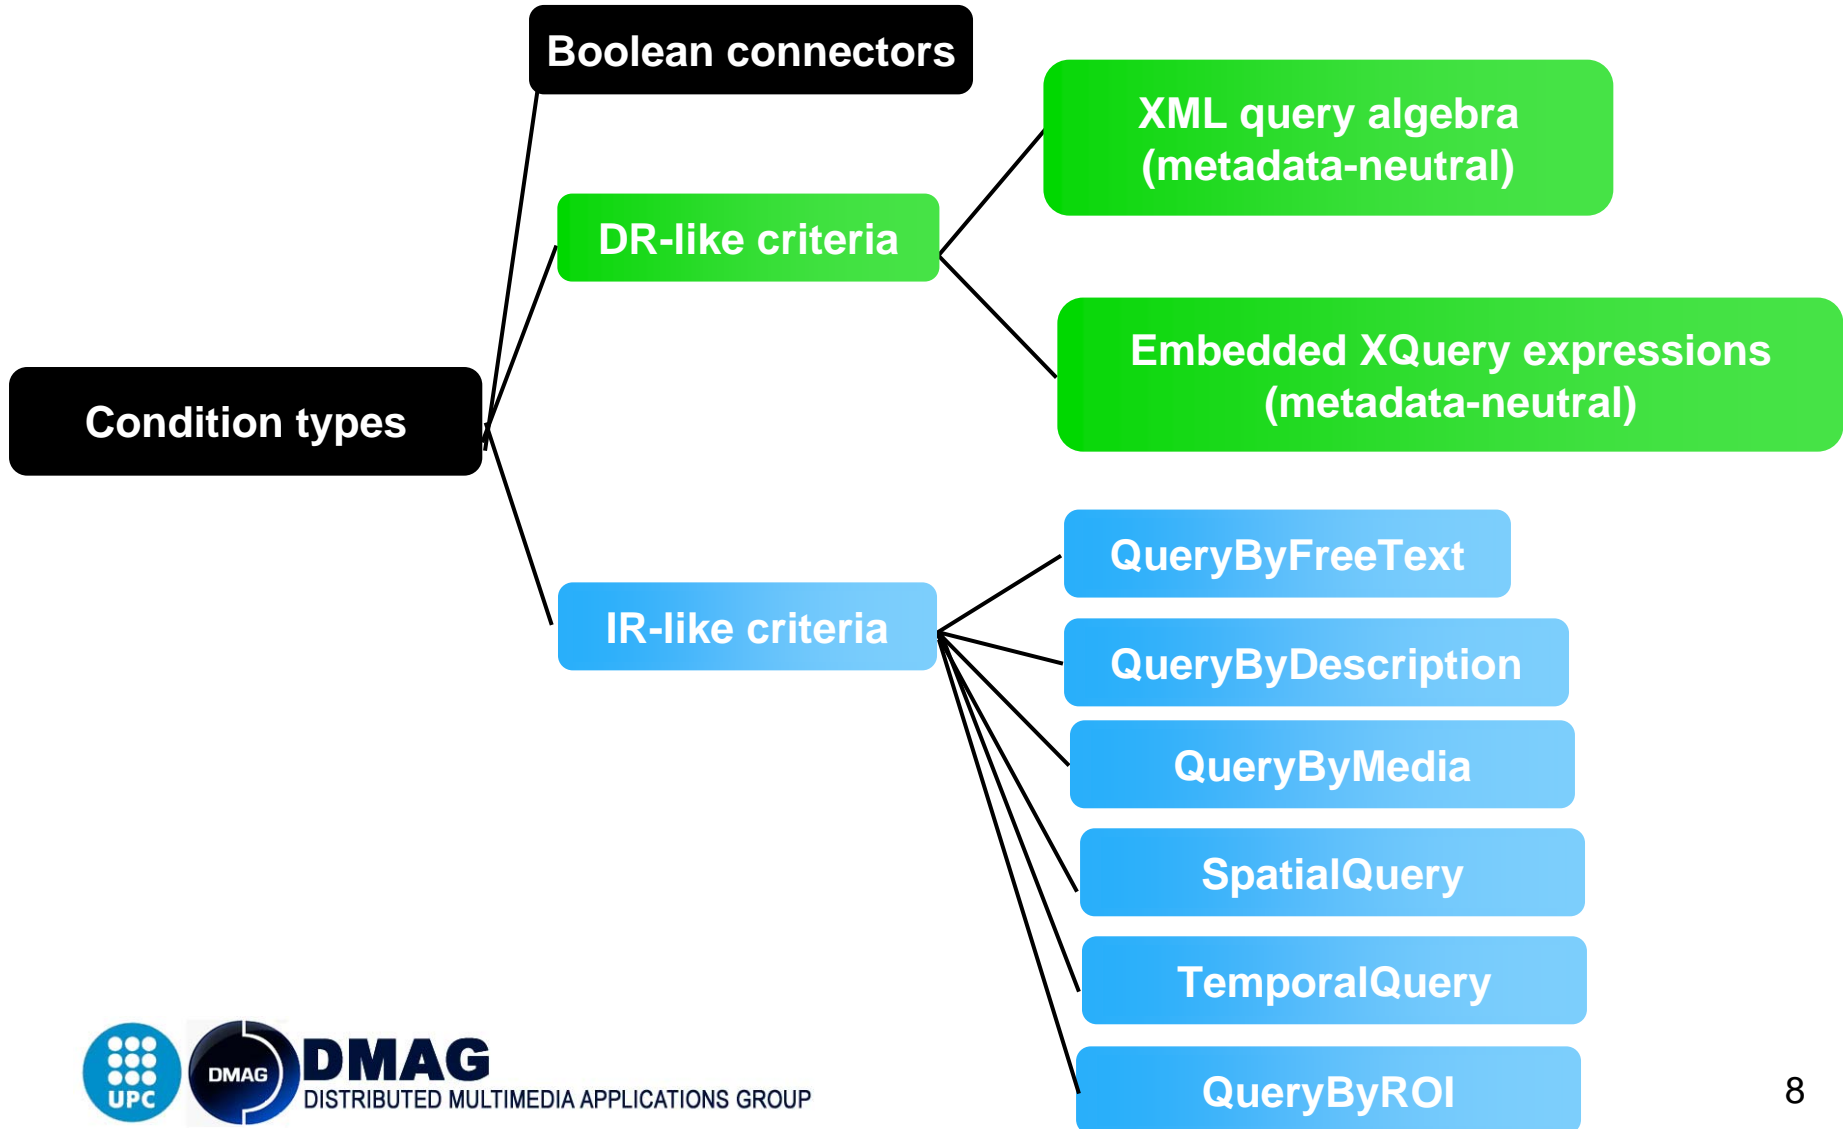 Boolean connectors
XML query algebra
(metadata-neutral)
DR-like criteria
Embedded XQuery expressions
(metadata-neutral)
Condition types
QueryByFreeText
IR-like criteria
QueryByDescription
QueryByMedia
SpatialQuery
TemporalQuery
QueryByROI
UPC
DMAG
DMAG
DISTRIBUTED MULTIMEDIA APPLICATIONS GROUP
8